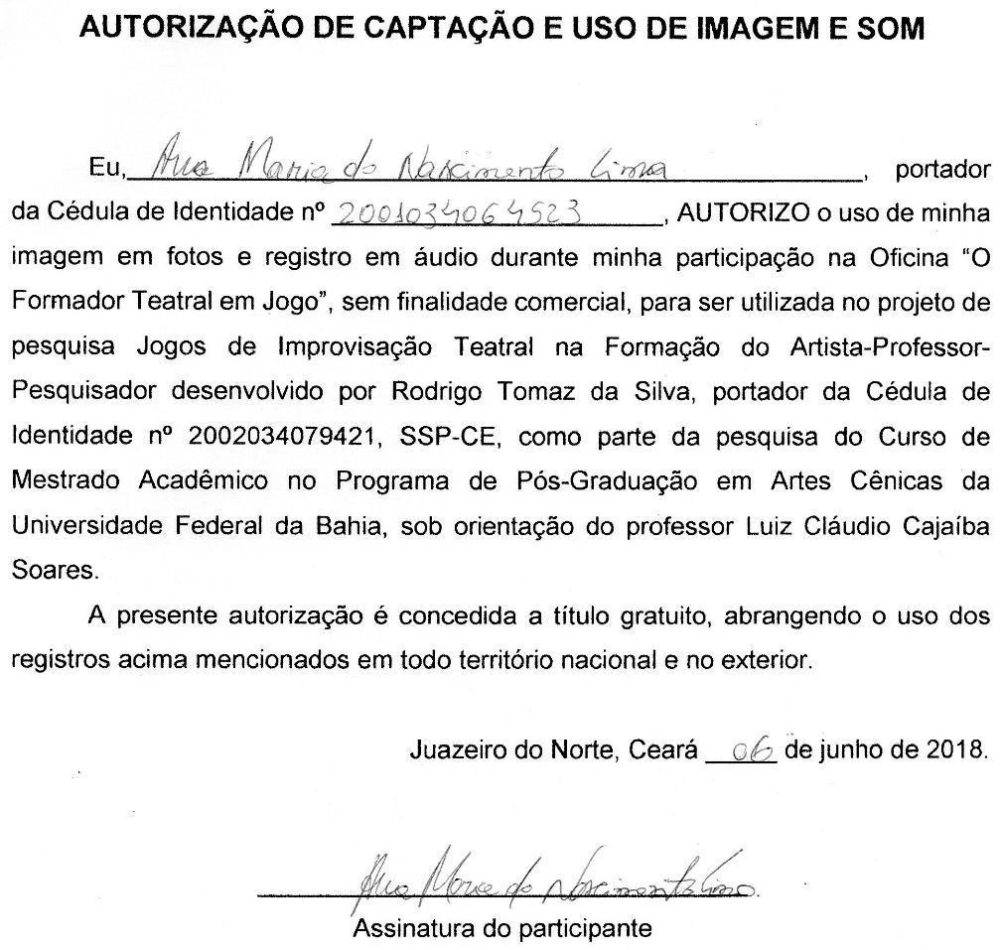 AUTORIZAÇÃO DE CAPTAÇÃO E USO DE IMAGEM E SOM
Eu, Ana Maria do Nascimento Lima, portador
da Cédula de Identidade nº 2001034064523, AUTORIZO o uso de minha
imagem em fotos e registro em áudio durante minha participação na Oficina “O
Formador Teatral em Jogo”, sem finalidade comercial, para ser utilizada no projeto de
pesquisa Jogos de Improvisação Teatral na Formação do Artista-Professor-
Pesquisador desenvolvido por Rodrigo Tomaz da Silva, portador da Cédula de
Identidade nº 2002034079421, SSP-CE, como parte da pesquisa do Curso de
Mestrado Acadêmico no Programa de Pós-Graduação em Artes Cênicas da
Universidade Federal da Bahia, sob orientação do professor Luiz Cláudio Cajaíba
Soares.
A presente autorização é concedida a título gratuito, abrangendo o uso dos
registros acima mencionados em todo território nacional e no exterior.
Juazeiro do Norte, Ceará 06 de junho de 2018.
Ana Maria do Nascimento Lima.
Assinatura do participante